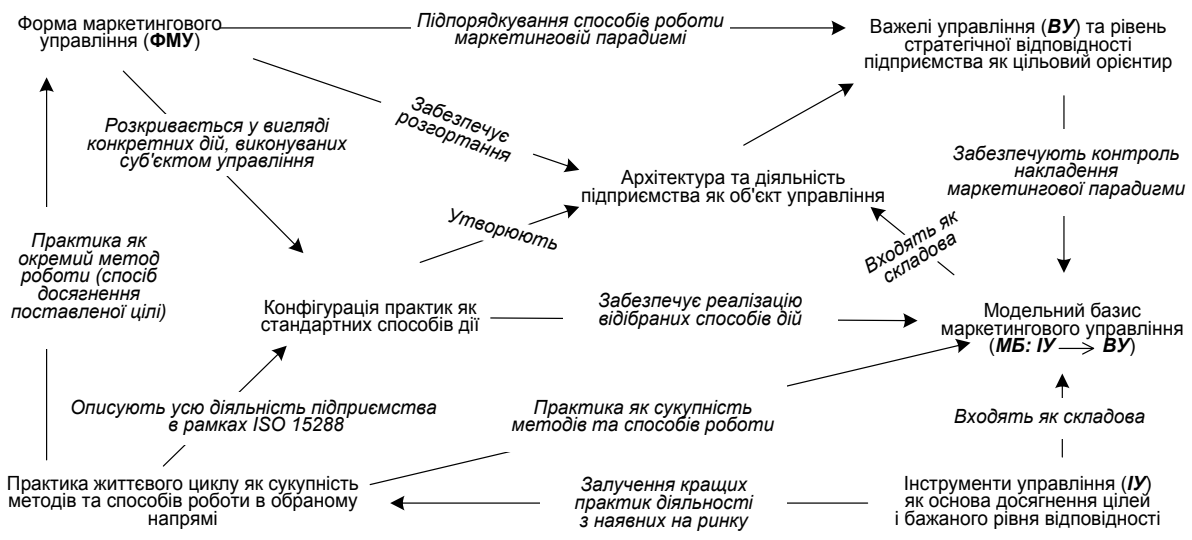 Форма маркетингового
управління (ФМУ)
Підпорядкування способів роботи
маркетинговій парадигмі
Важелі управління (ВУ) та рівень
стратегічної відповідності
підприємства як цільовий орієнтир
Розкривається у вигляді
конкретних дій, виконуваних
суб'єктом управління
Забезпечує
розгортання
Забезпечують контроль
накладення
маркетингової парадигми
Архітектура та діяльність
підприємства як об'єкт управління
Утворюють
Входять як
складова
Практика як
окремий метод
роботи (спосіб
досягнення
поставленої цілі)
Конфігурація практик як
стандартних способів дії
Забезпечує реалізацію
відібраних способів дій
Модельний базис
маркетингового управління
(МБ: ІУ → ВУ)
Описують усю діяльність підприємства
в рамках ISO 15288
Практика як сукупність
методів та способів роботи
Входять як складова
Практика життєвого циклу як сукупність
методів та способів роботи в обраному
напрямі
Залучення кращих
практик діяльності
з наявних на ринку
Інструменти управління (ІУ)
як основа досягнення цілей
і бажаного рівня відповідності